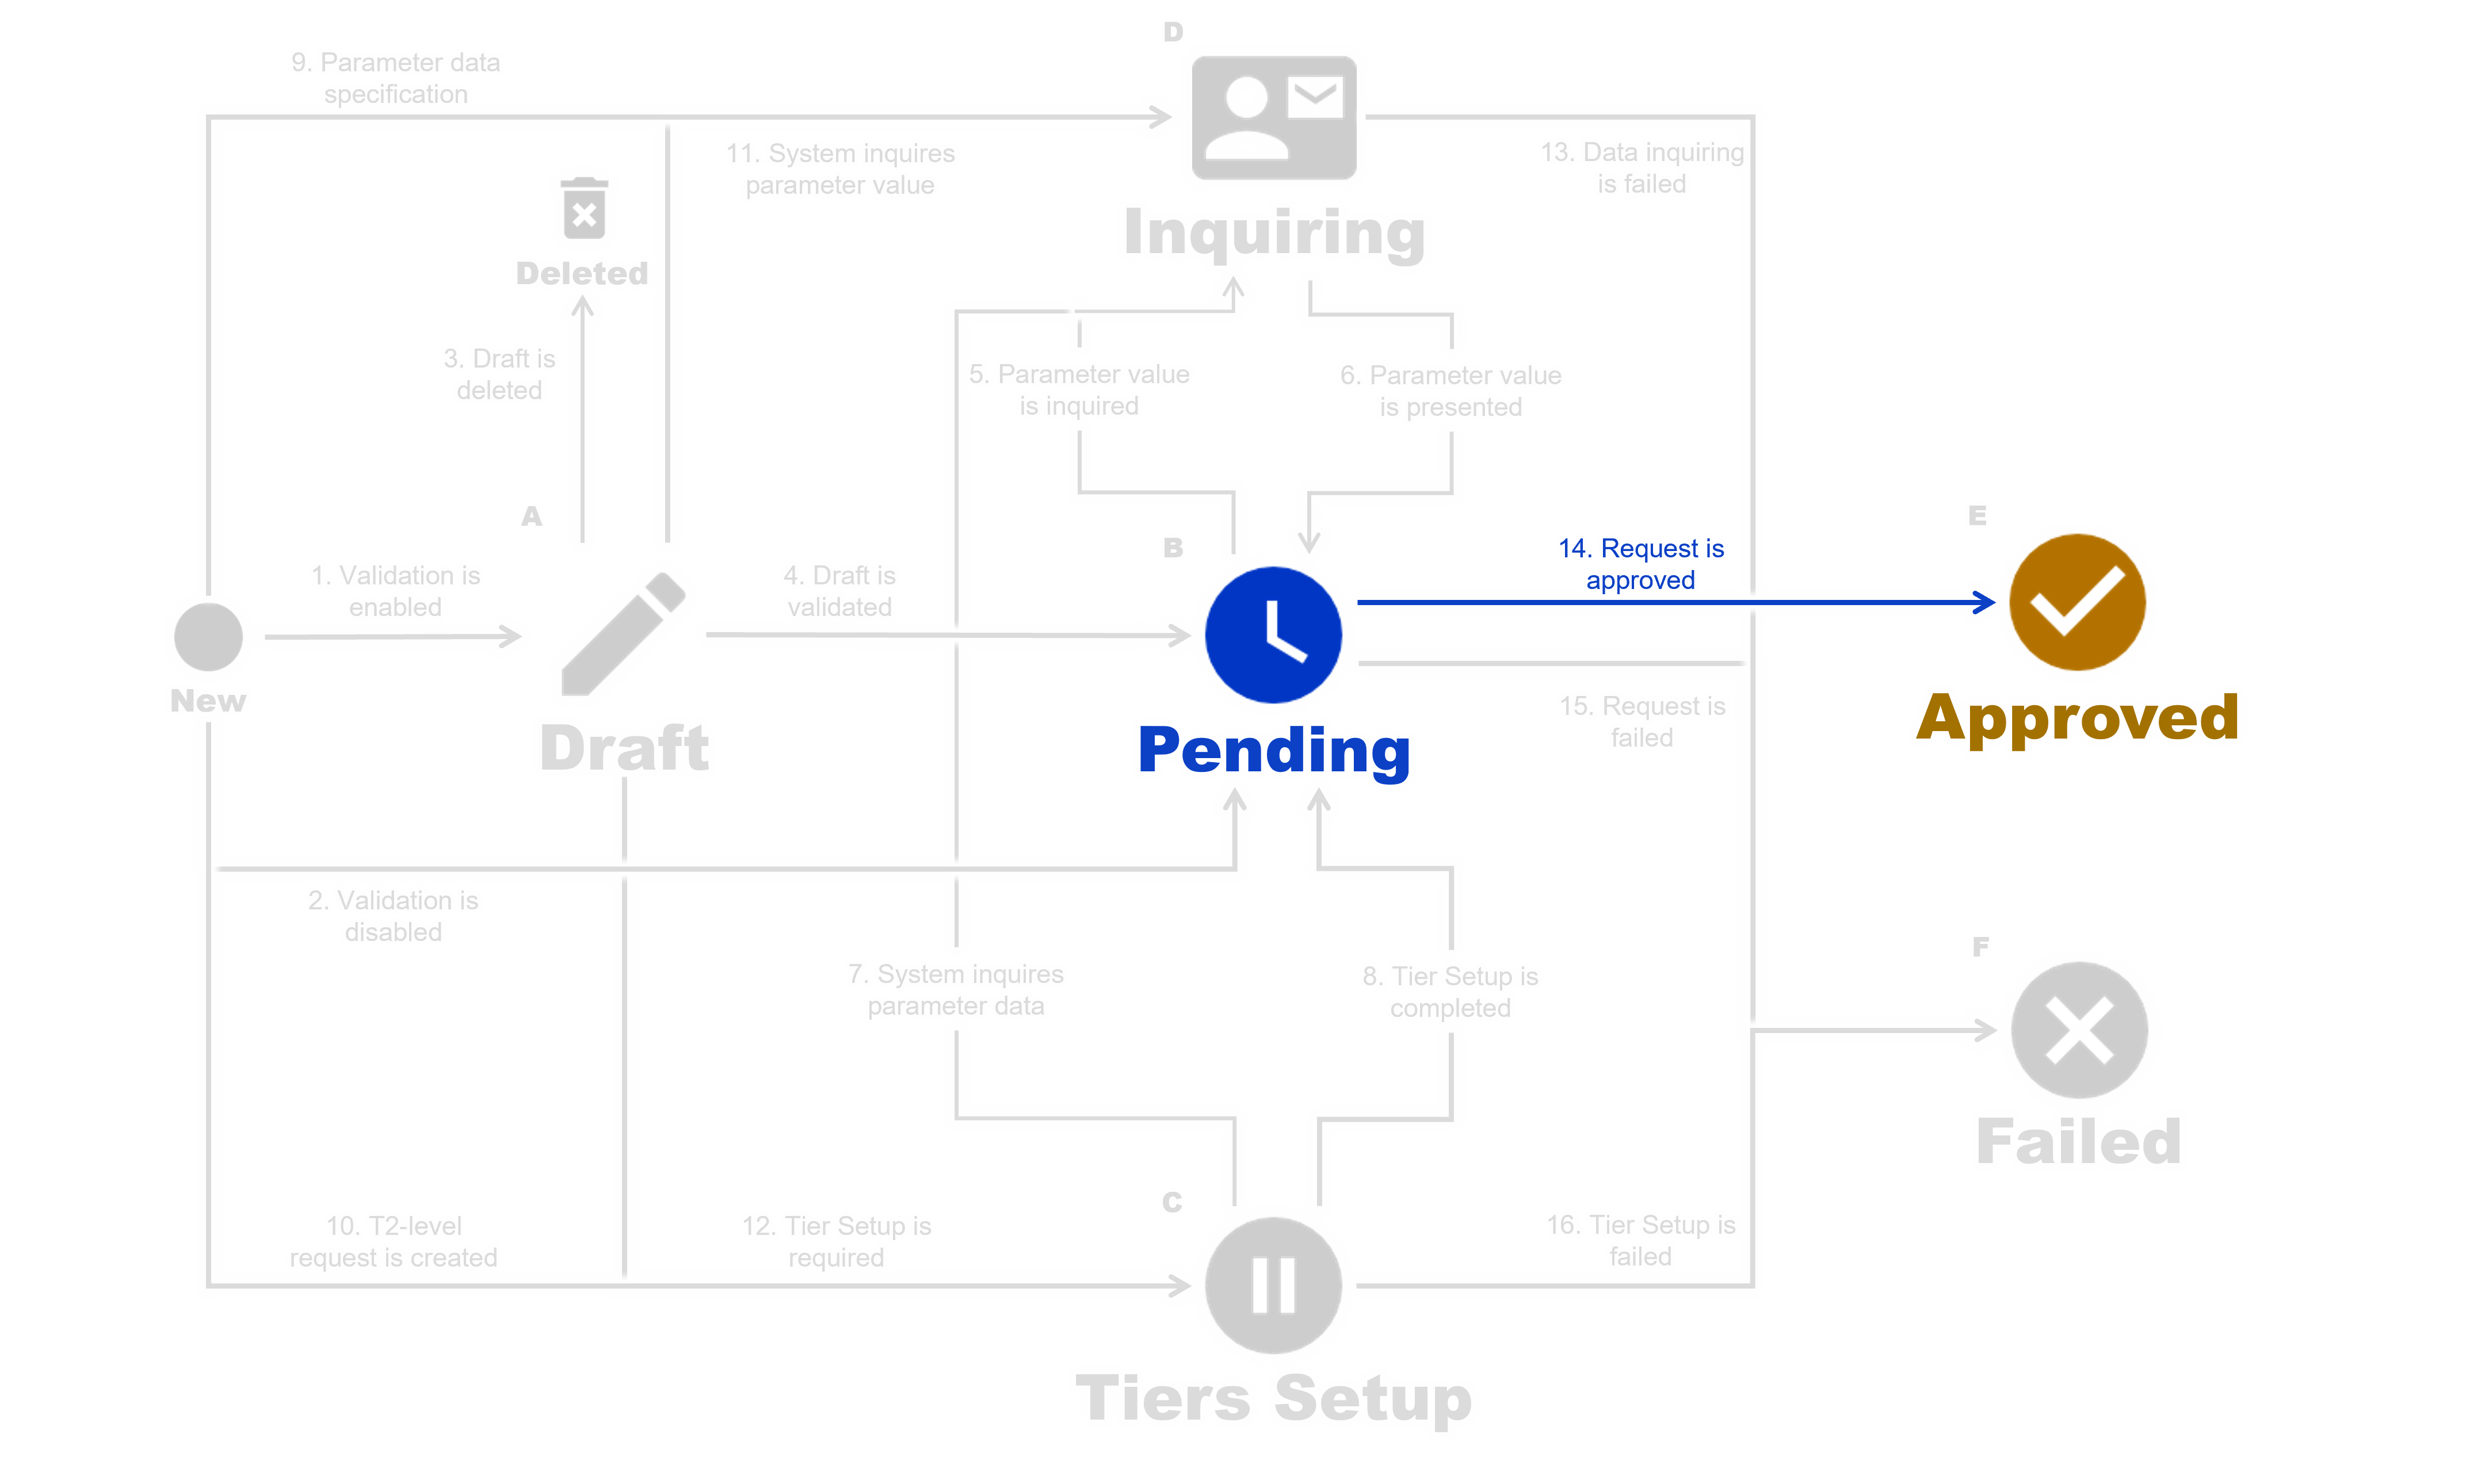 D
9. Parameter data
specification
11. System inquires
parameter value
13. Data inquiring
is failed
Inquiring
Deleted
3. Draft is
deleted
5. Parameter value
is inquired
6. Parameter value
is presented
A
B
E
14. Request is
approved
1. Validation is
enabled
4. Draft is
validated
New
Draft
Pending
15. Request is
failed
Approved
2. Validation is
disabled
F
7. System inquires
parameter data
8. Tier Setup is
completed
Failed
C
10. T2-level
request is created
12. Tier Setup is
required
16. Tier Setup is
failed
Tiers Setup